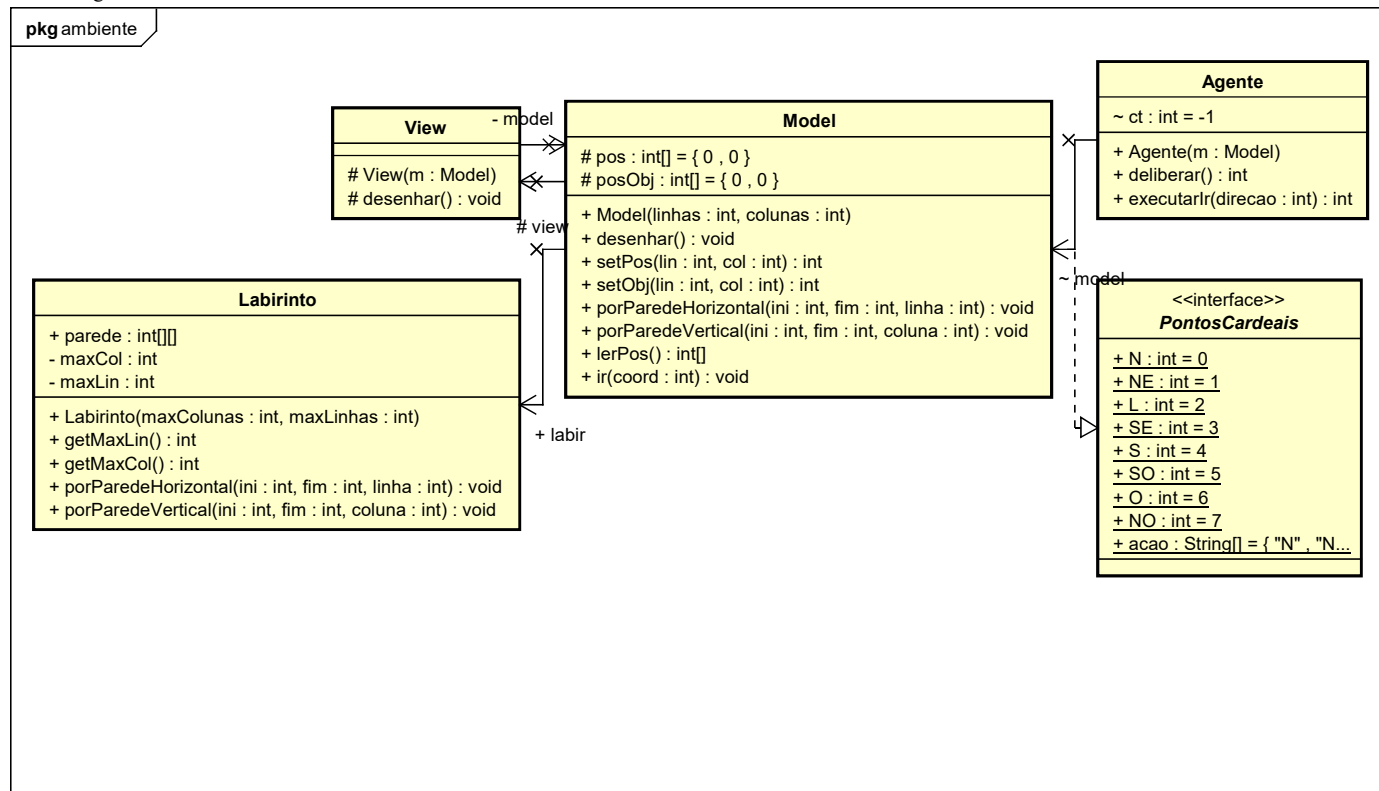 pkg ambiente
View
# View(m : Model)
# desenhar() : void
- model
# view
Model
# pos : int[] = { 0 , 0 }
# posObj : int[] = { 0 , 0 }
+ Model(linhas : int, colunas : int)
+ desenhar() : void
+ setPos(lin : int, col : int) : int
+ setObj(lin : int, col : int) : int
+ porParedeHorizontal(ini : int, fim : int, linha : int) : void
+ porParedeVertical(ini : int, fim : int, coluna : int) : void
+ lerPos() : int[]
+ ir(coord : int) : void
Agente
~ ct : int = -1
+ Agente(m : Model)
+ deliberar() : int
+ executarIr(direcao : int) : int
~ model
Labirinto
+ parede : int[][]
- maxCol : int
- maxLin : int
+ Labirinto(maxColunas : int, maxLinhas : int)
+ getMaxLin() : int
+ getMaxCol() : int
+ porParedeHorizontal(ini : int, fim : int, linha : int) : void
+ porParedeVertical(ini : int, fim : int, coluna : int) : void
+ labir
<<interface>>
PontosCardeais
+ N : int = 0
+ NE : int = 1
+ L : int = 2
+ SE : int = 3
+ S : int = 4
+ SO : int = 5
+ O : int = 6
+ NO : int = 7
+ acao : String[] = { "N" , "N...